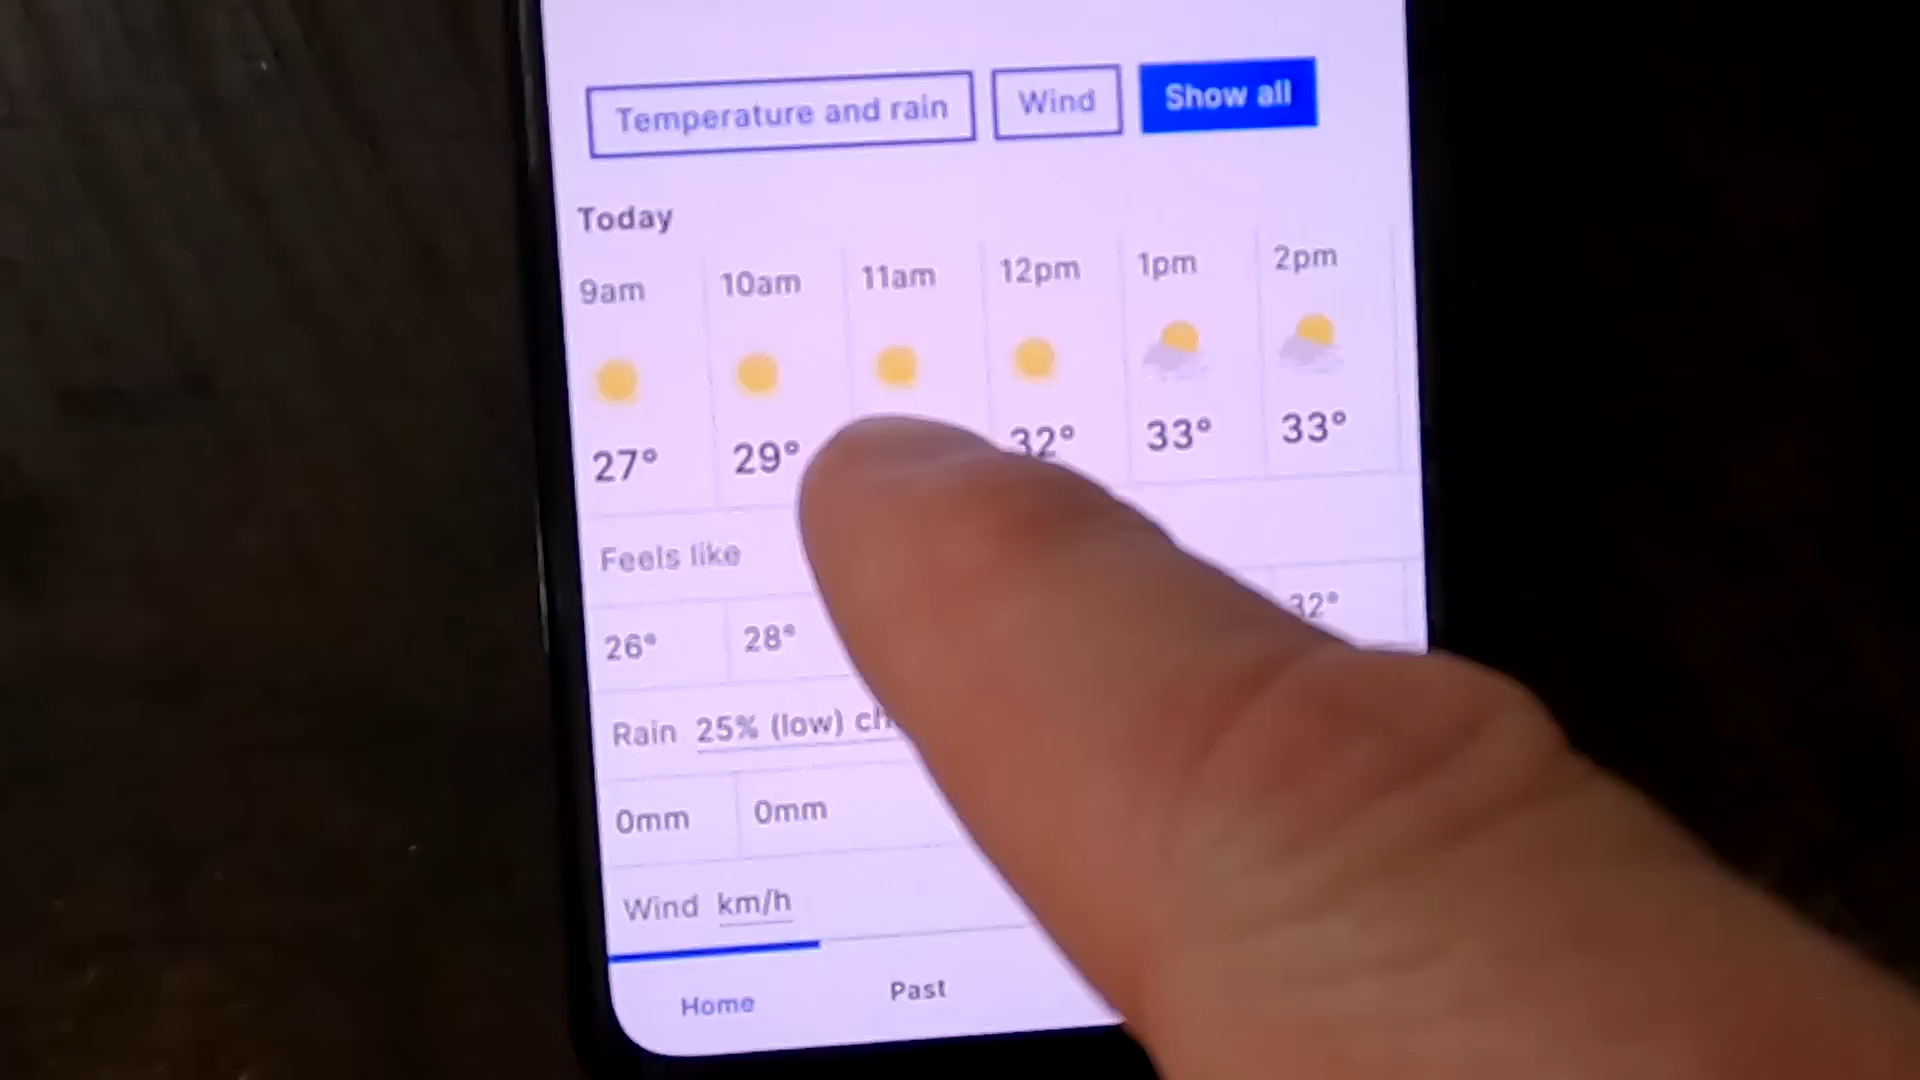 Temperature and rain Wind Show all
Today
9am 10am 11am 12pm 1pm 2pm
27° 29° 32° 33° 33°
Feels like
26° 28° 32°
Rain 25% (low)
0mm 0mm
Wind km/h
Home Past